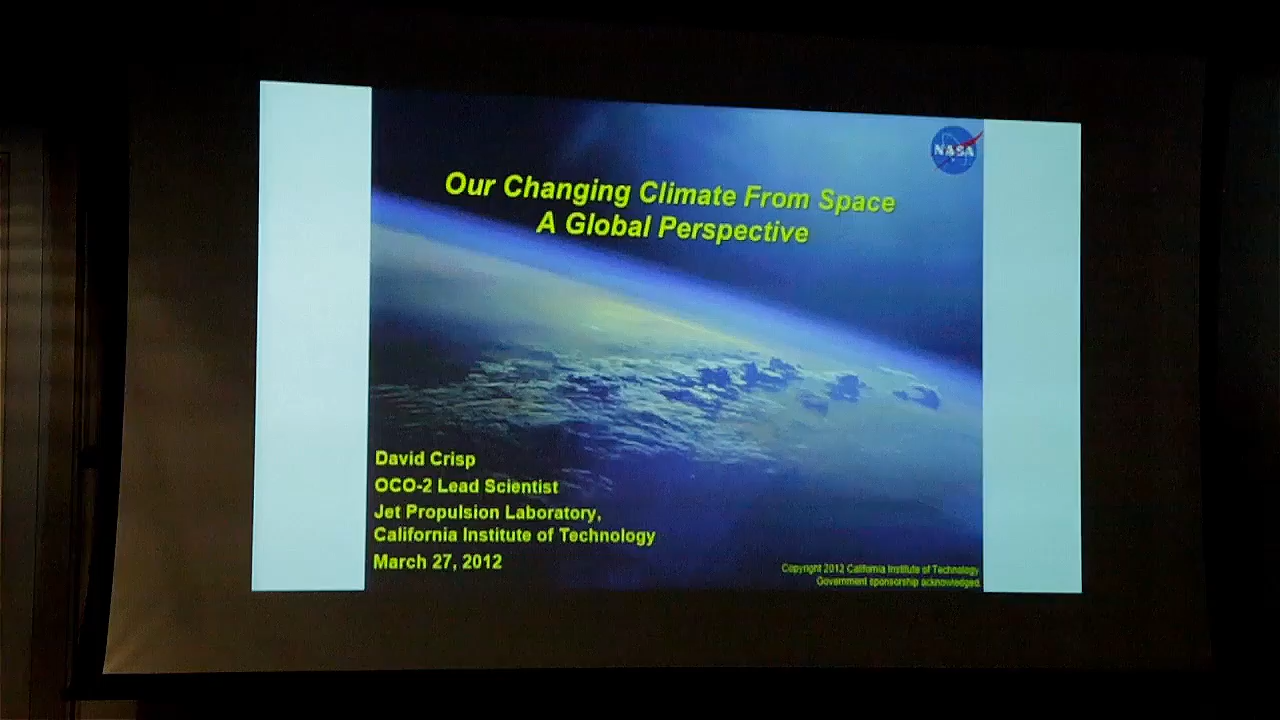 NASA
Our Changing Climate From Space
A Global Perspective
David Crisp
OCO-2 Lead Scientist
Jet Propulsion Laboratory,
California Institute of Technology
March 27, 2012
Copyright 2012 California Institute of Technology
Government sponsorship acknowledged.